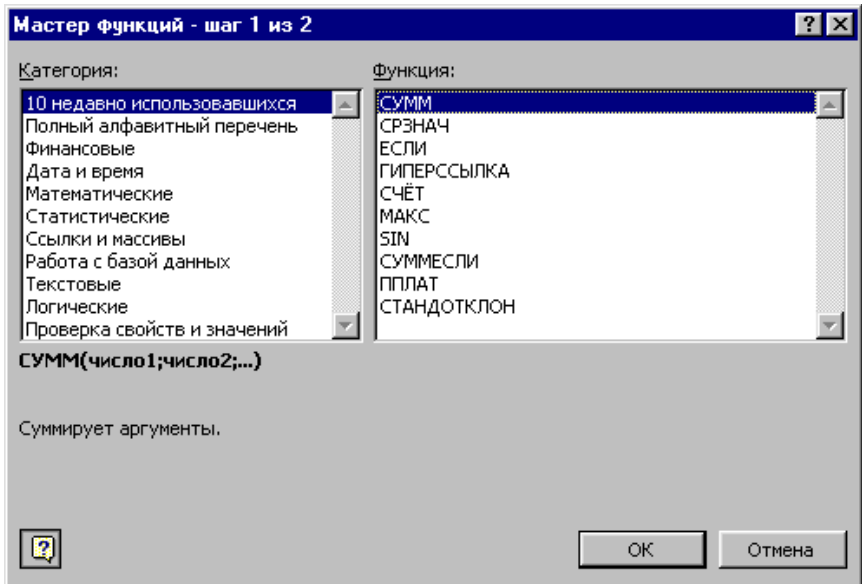 Мастер функций - шаг 1 из 2
Категория:
10 недавно использовавшихся
Полный алфавитный перечень
Финансовые
Дата и время
Математические
Статистические
Ссылки и массивы
Работа с базой данных
Текстовые
Логические
Проверка свойств и значений
Функция:
СУММ
СРЗНАЧ
ЕСЛИ
ГИПЕРССЫЛКА
СЧЁТ
МАКС
SIN
СУММЕСЛИ
ППЛАТ
СТАНДОТКЛОН
СУММ(число1;число2;...)
Суммирует аргументы.
ОК
Отмена